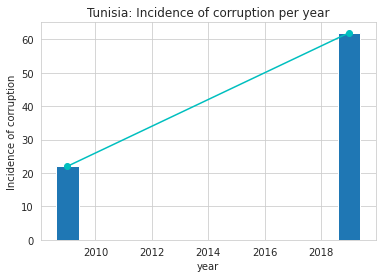 Tunisia: Incidence of corruption per year
Incidence of corruption
60
50
40
30
20
10
0
2010 2012 2014 2016 2018
year